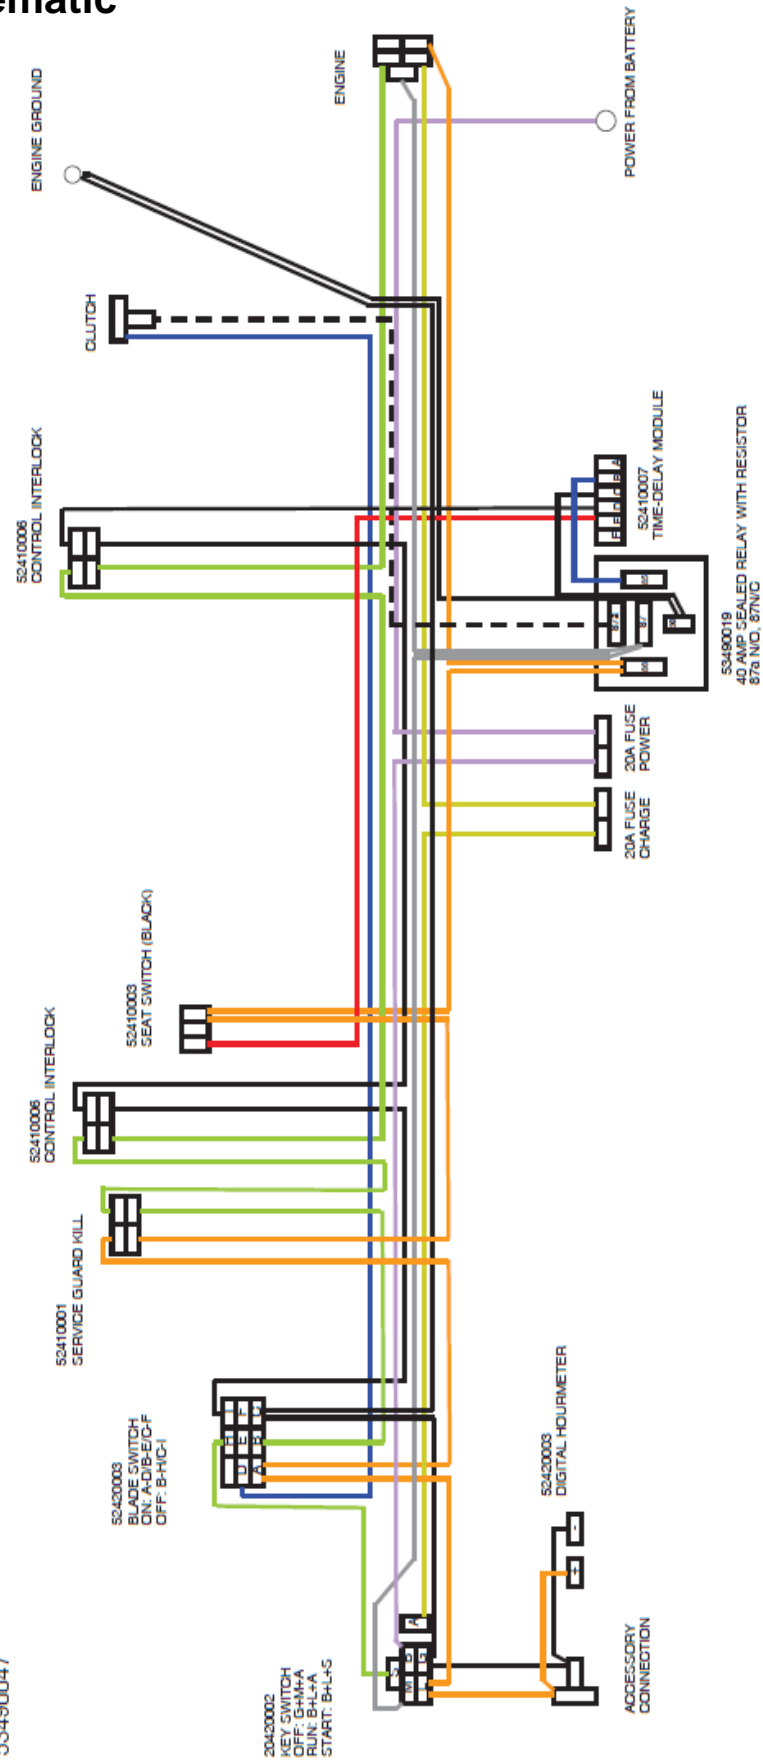 ematic
ENGINE
POWER FROM BATTERY
ENGINE GROUND
CLUTCH
52410006
CONTROL INTERLOCK
52410007
TIME-DELAY MODULE
53490019
40 AMP SEALED RELAY WITH RESISTOR
87a N/O, 87N/C
87a
87
20A FUSE
POWER
20A FUSE
CHARGE
52410003
SEAT SWITCH (BLACK)
52410006
CONTROL INTERLOCK
52410001
SERVICE GUARD KILL
52420003
BLADE SWITCH
ON: A-D/B-E/C-F
OFF: B-H/C-I
I F C
H E B
D A
52420003
DIGITAL HOURMETER
+ -
20420002
KEY SWITCH
OFF: G+M+A
RUN: B+L+A
START: B+L+S
A
S B G
M L
ACCESSORY
CONNECTION
53490047